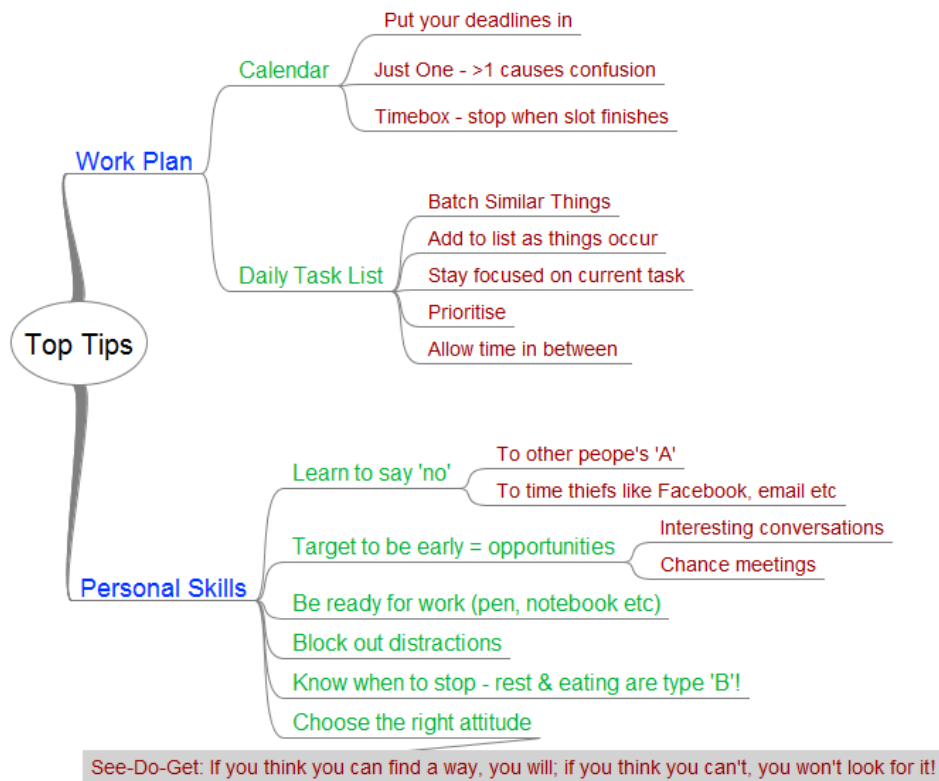 Top Tips
Work Plan
Calendar
Put your deadlines in
Just One - >1 causes confusion
Timebox - stop when slot finishes
Daily Task List
Batch Similar Things
Add to list as things occur
Stay focused on current task
Prioritise
Allow time in between
Personal Skills
Learn to say 'no'
To other peope's 'A'
To time thiefs like Facebook, email etc
Target to be early = opportunities
Interesting conversations
Chance meetings
Be ready for work (pen, notebook etc)
Block out distractions
Know when to stop - rest & eating are type 'B'!
Choose the right attitude
See-Do-Get: If you think you can find a way, you will; if you think you can't, you won't look for it!